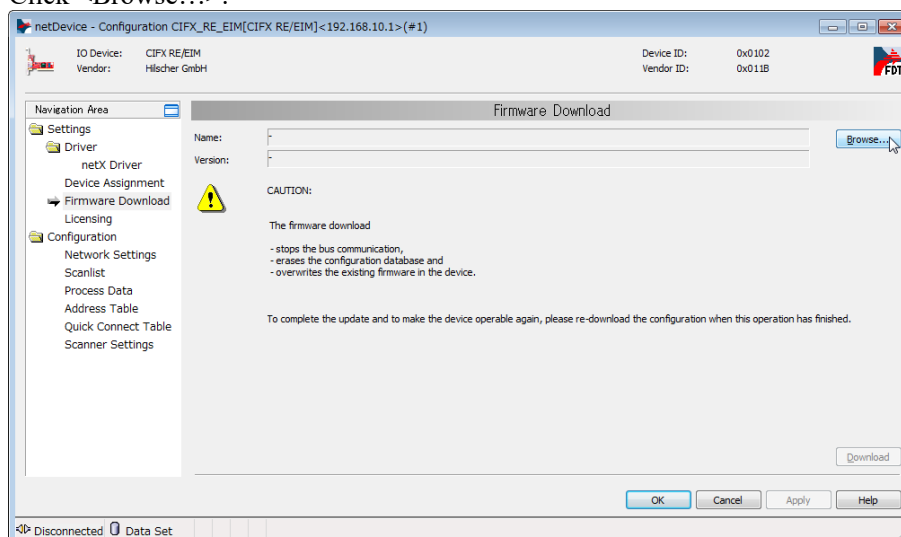 Click <Browse…>.
netDevice - Configuration CIFX_RE_EIM[CIFX RE/EIM]<192.168.10.1>(#1)
IO Device: CIFX RE/EIM
Vendor: Hilscher GmbH
Device ID: 0x0102
Vendor ID: 0x011B
FDT
Navigation Area
Settings
Driver
netX Driver
Device Assignment
Firmware Download
Licensing
Configuration
Network Settings
Scanlist
Process Data
Address Table
Quick Connect Table
Scanner Settings
Firmware Download
Name: - Browse...
Version: -
CAUTION:
The firmware download
- stops the bus communication,
- erases the configuration database and
- overwrites the existing firmware in the device.
To complete the update and to make the device operable again, please re-download the configuration when this operation has finished.
Download
OK Cancel Apply Help
Disconnected Data Set